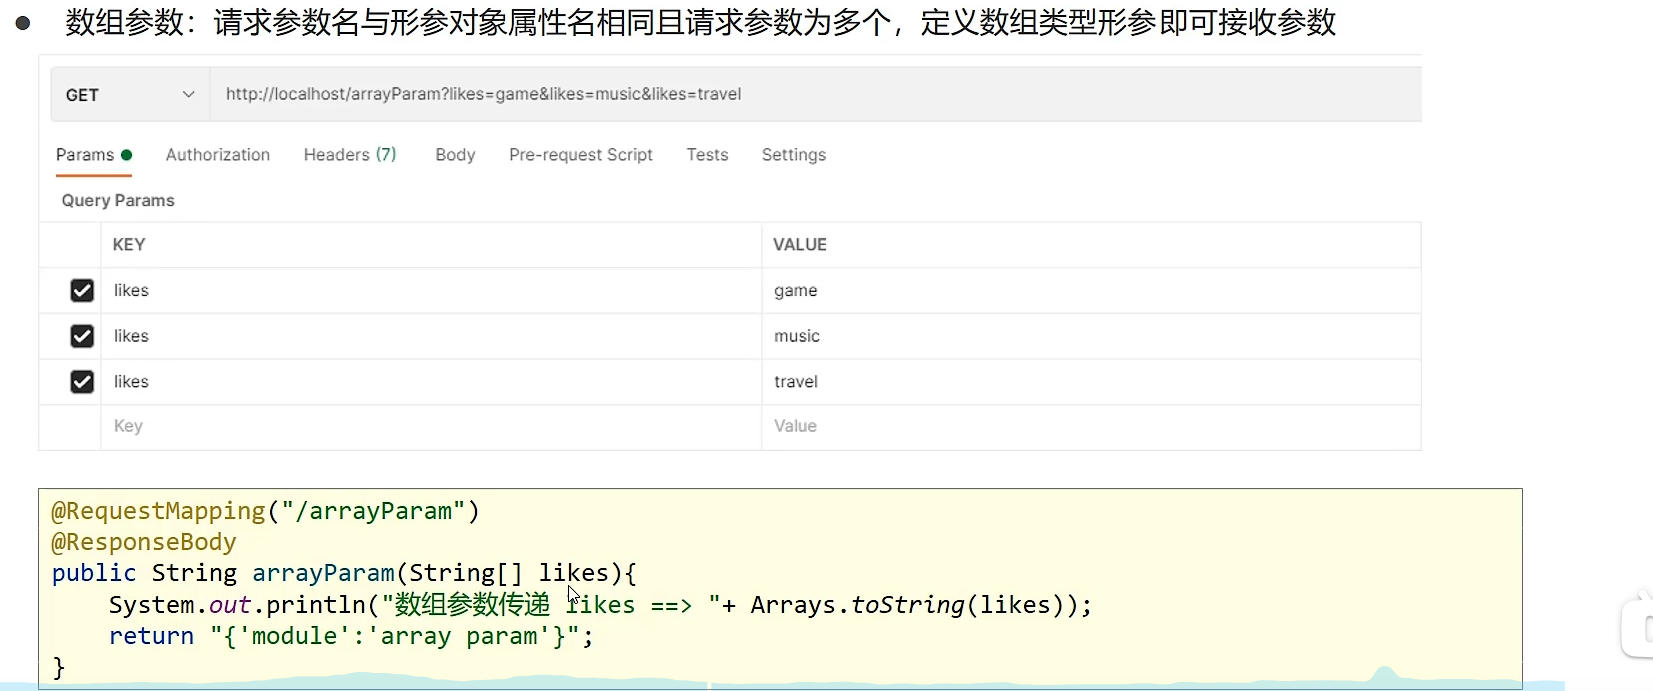 ● 数组参数：请求参数名与形参对象属性名相同且请求参数为多个，定义数组类型形参即可接收参数
GET http://localhost/arrayParam?likes=game&likes=music&likes=travel
Params Authorization Headers (7) Body Pre-request Script Tests Settings
Query Params
KEY VALUE
likes game
likes music
likes travel
Key Value
@RequestMapping("/arrayParam")
@ResponseBody
public String arrayParam(String[] likes){
    System.out.println("数组参数传递 likes ==> "+ Arrays.toString(likes));
    return "{'module':'array param'}";
}